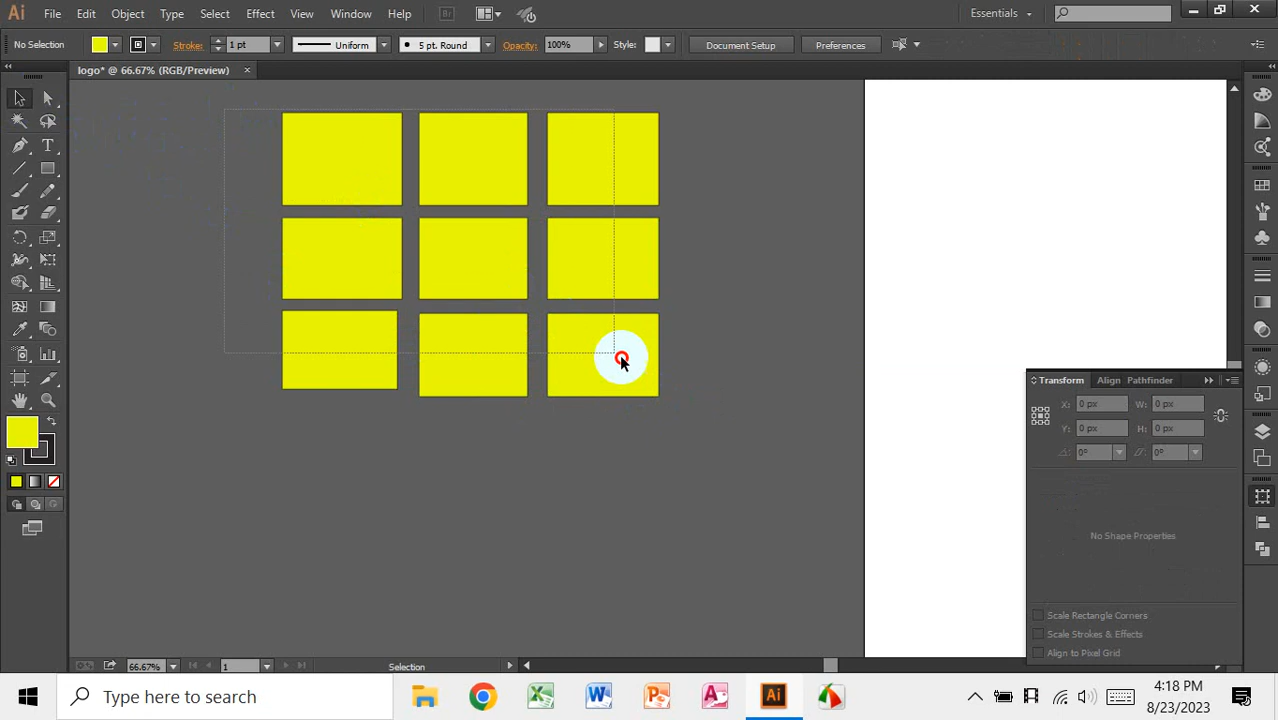 Ai File Edit Object Type Select Effect View Window Help Br Essentials
No Selection Stroke: 1 pt Uniform 5 pt. Round Opacity: 100% Style: Document Setup Preferences
logo* @ 66.67% (RGB/Preview) ×
Transform Align Pathfinder
X: 0 px W: 0 px
Y: 0 px H: 0 px
0° 0°
No Shape Properties
Scale Rectangle Corners
Scale Strokes & Effects
Align to Pixel Grid
66.67% 1 Selection
Type here to search
Ai
4:18 PM
8/23/2023